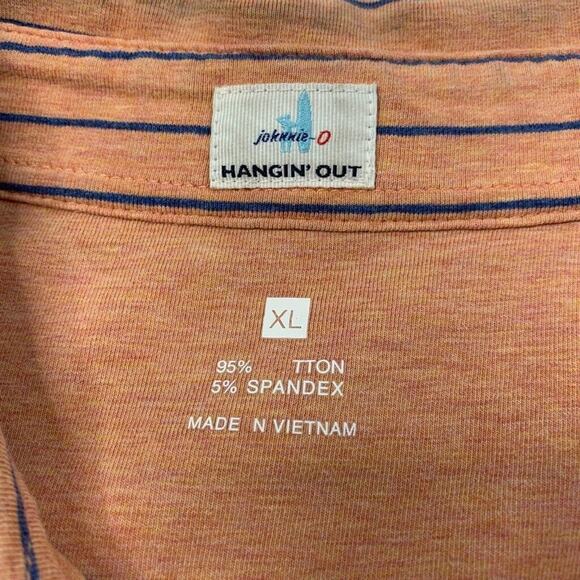 johnnie-O
HANGIN' OUT
XL
95% TTON
5% SPANDEX
MADE N VIETNAM